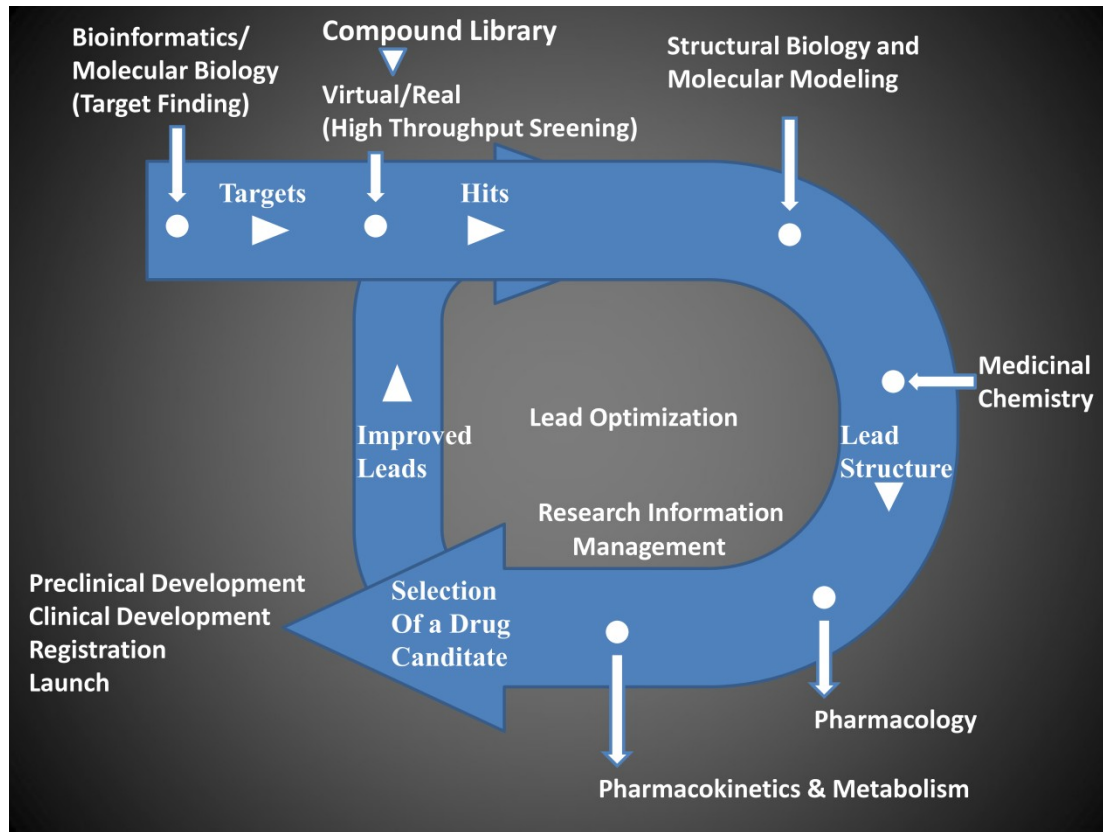 Bioinformatics/
Molecular Biology
(Target Finding)
Compound Library
Virtual/Real
(High Throughput Sreening)
Structural Biology and
Molecular Modeling
Targets
Hits
Medicinal
Chemistry
Improved
Leads
Lead Optimization
Lead
Structure
Research Information
Management
Preclinical Development
Clinical Development
Registration
Launch
Selection
Of a Drug
Canditate
Pharmacology
Pharmacokinetics & Metabolism